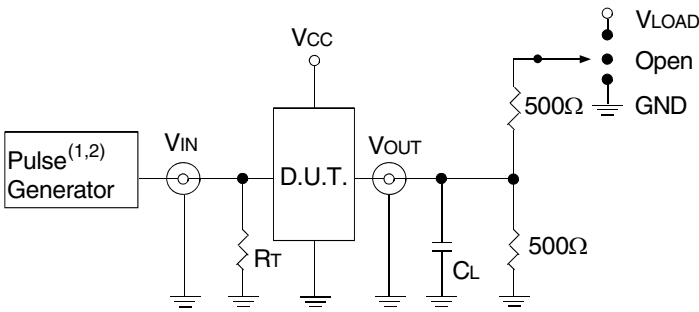 VLOAD
Open
GND
VCC
500Ω
Pulse(1,2)
Generator
VIN
D.U.T.
VOUT
RT
CL
500Ω